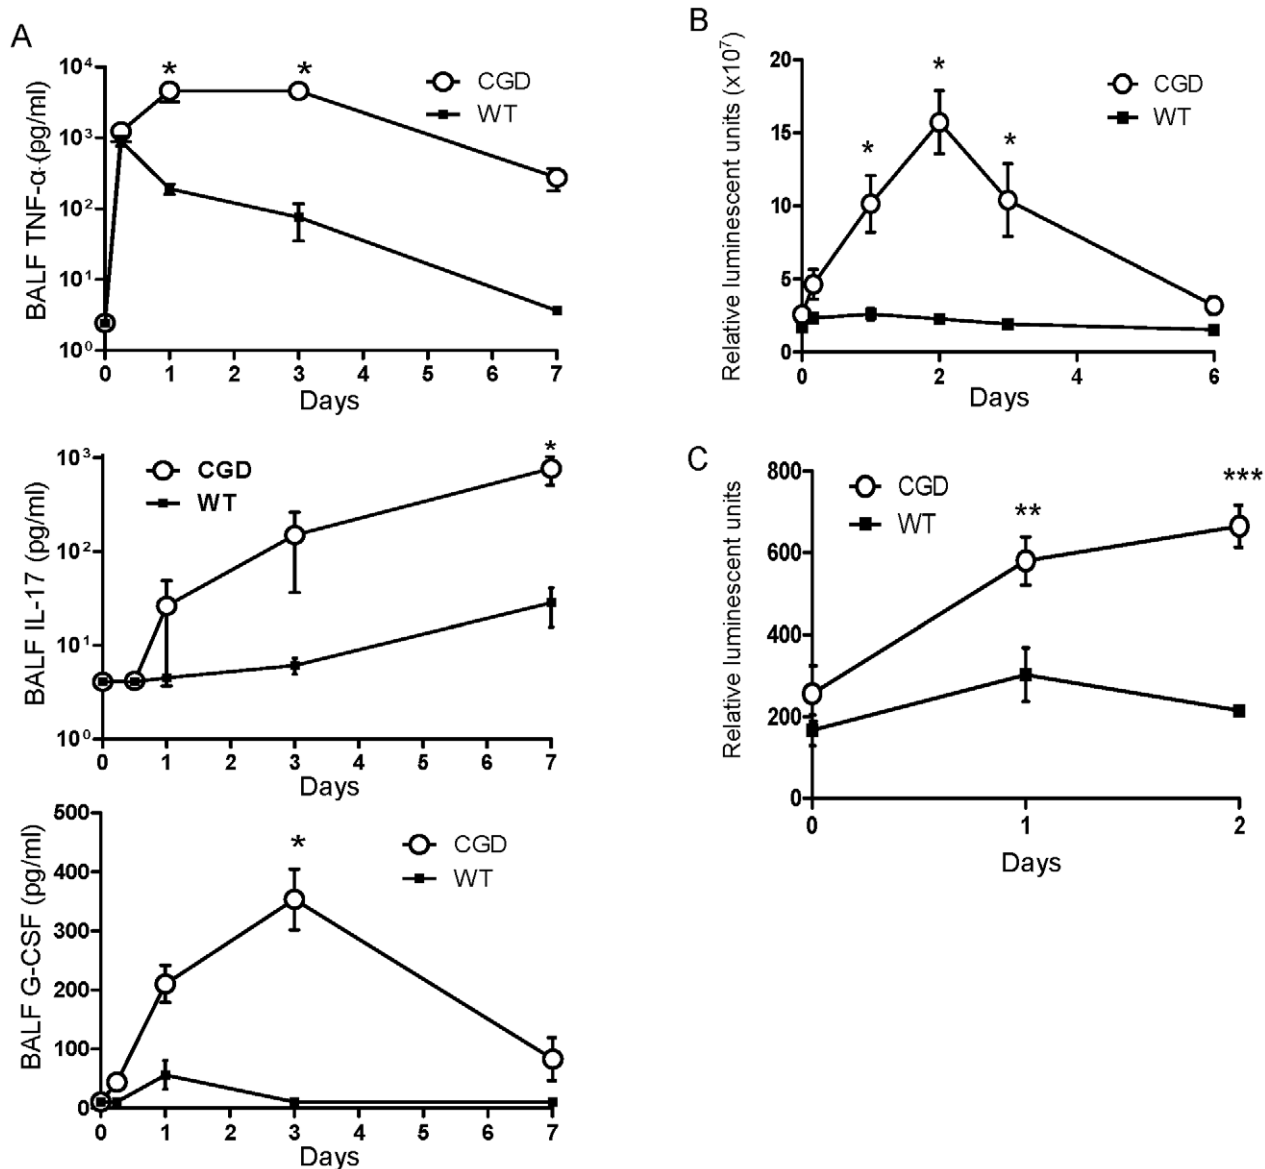 A
BALF TNF-α (pg/ml)
10⁴
10³
10²
10¹
10⁰
* *
CGD
WT
0 1 2 3 4 5 6 7
Days
BALF IL-17 (pg/ml)
10³
10²
10¹
10⁰
*
CGD
WT
0 1 2 3 4 5 6 7
Days
BALF G-CSF (pg/ml)
500
400
300
200
100
0
*
CGD
WT
0 1 2 3 4 5 6 7
Days
B
Relative luminescent units (x10⁷)
20
15
10
5
0
* * *
CGD
WT
0 2 4 6
Days
C
Relative luminescent units
800
600
400
200
0
** ***
CGD
WT
0 1 2
Days